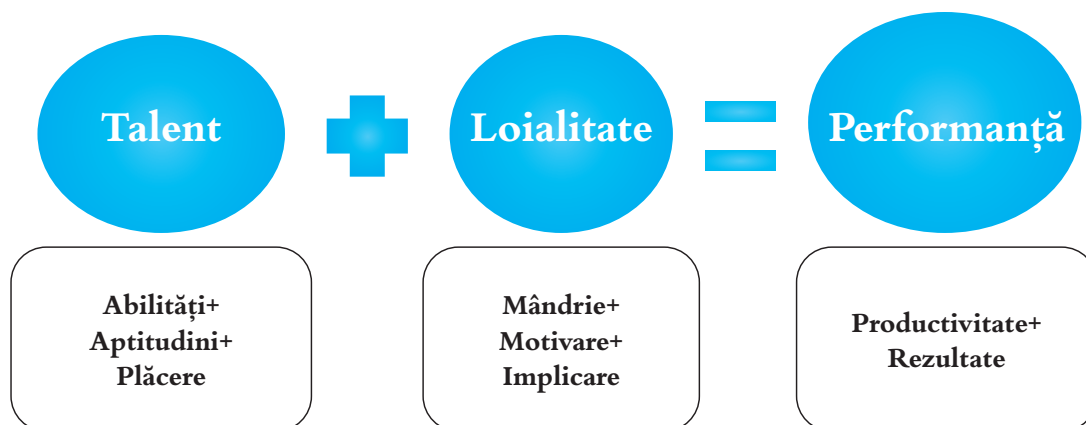 Talent
Loialitate
Performanță
Abilități+
Aptitudini+
Plăcere
Mândrie+
Motivare+
Implicare
Productivitate+
Rezultate